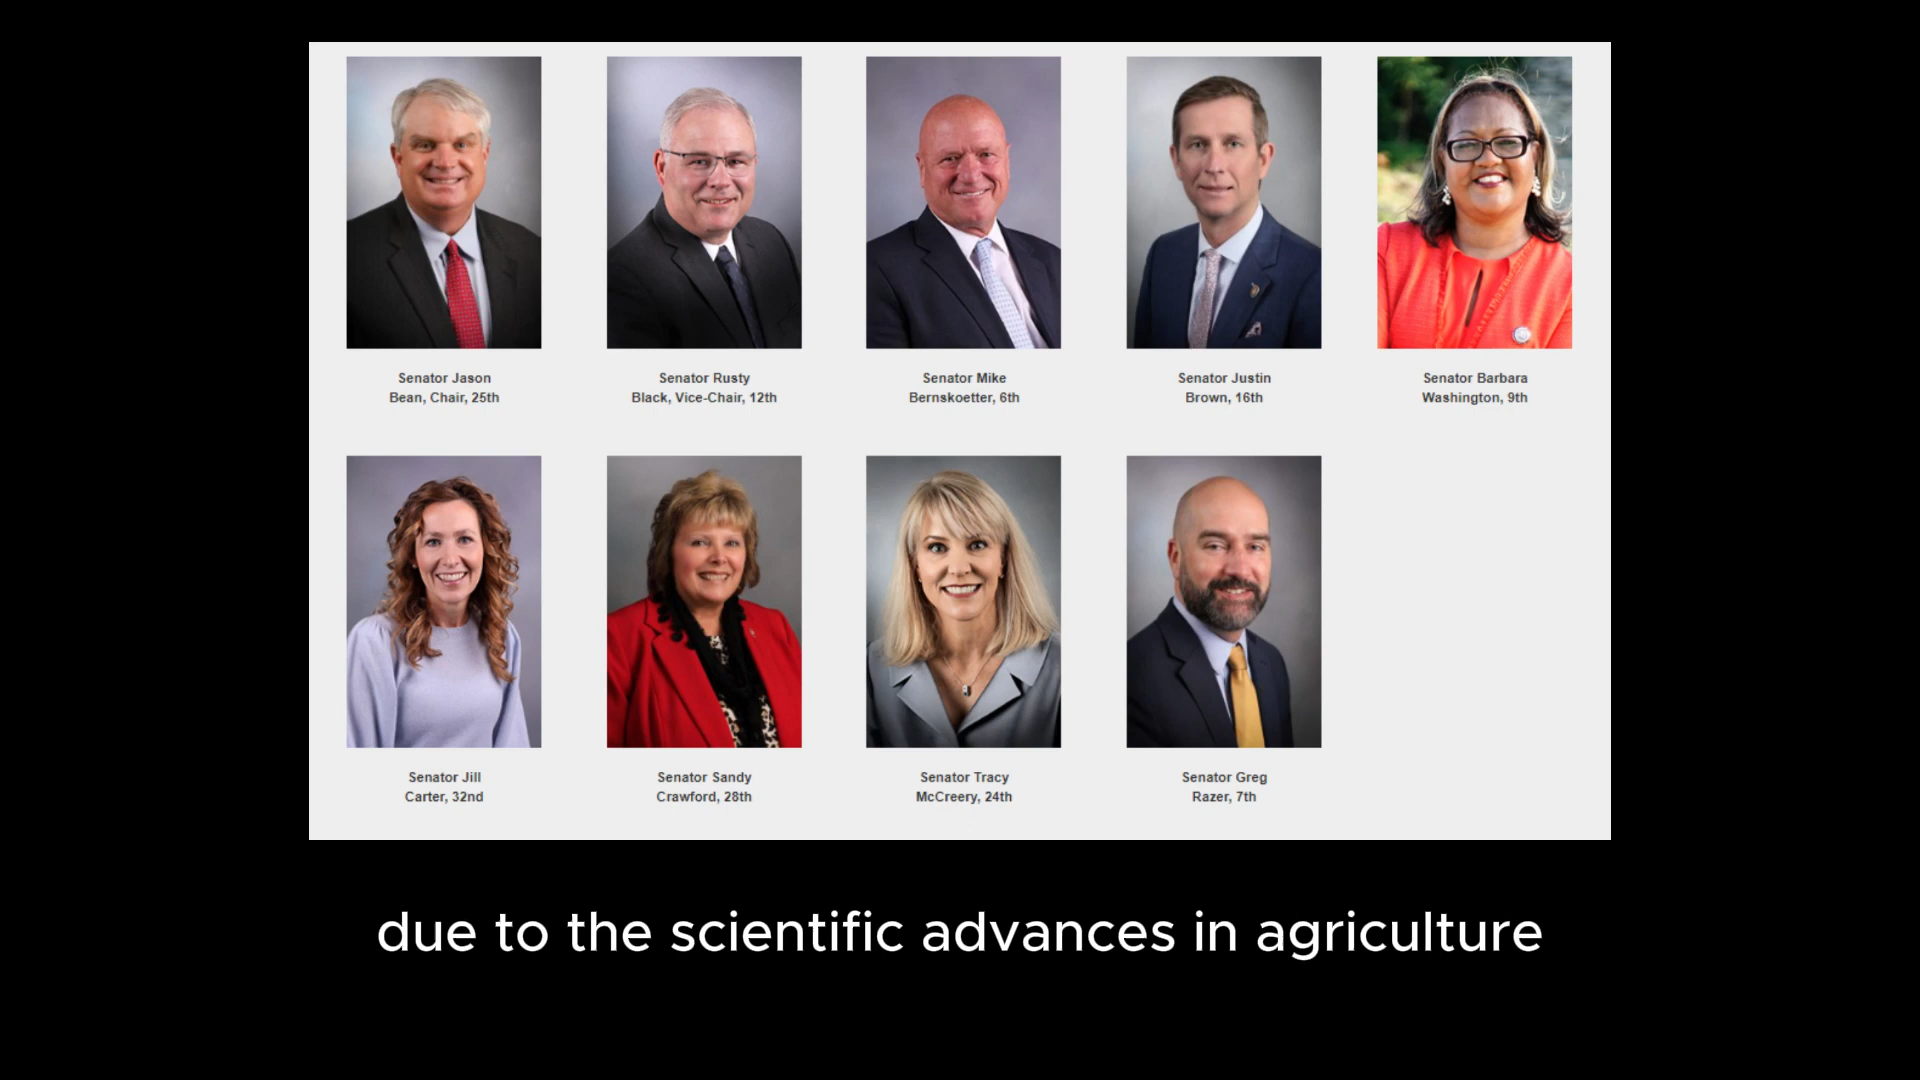 Senator Jason
Bean, Chair, 25th
Senator Rusty
Black, Vice-Chair, 12th
Senator Mike
Bernskoetter, 6th
Senator Justin
Brown, 16th
Senator Barbara
Washington, 9th
Senator Jill
Carter, 32nd
Senator Sandy
Crawford, 28th
Senator Tracy
McCreery, 24th
Senator Greg
Razer, 7th
due to the scientific advances in agriculture